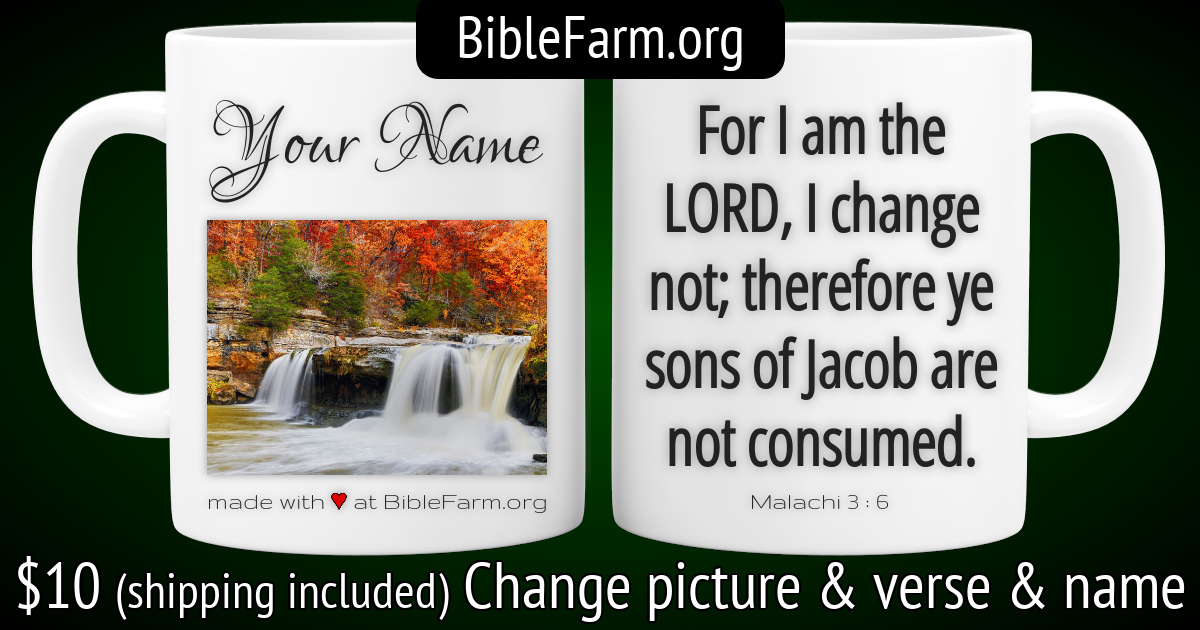 BibleFarm.org
Your Name
made with ♥ at BibleFarm.org
For I am the
LORD, I change
not; therefore ye
sons of Jacob are
not consumed.
Malachi 3 : 6
$10 (shipping included) Change picture & verse & name